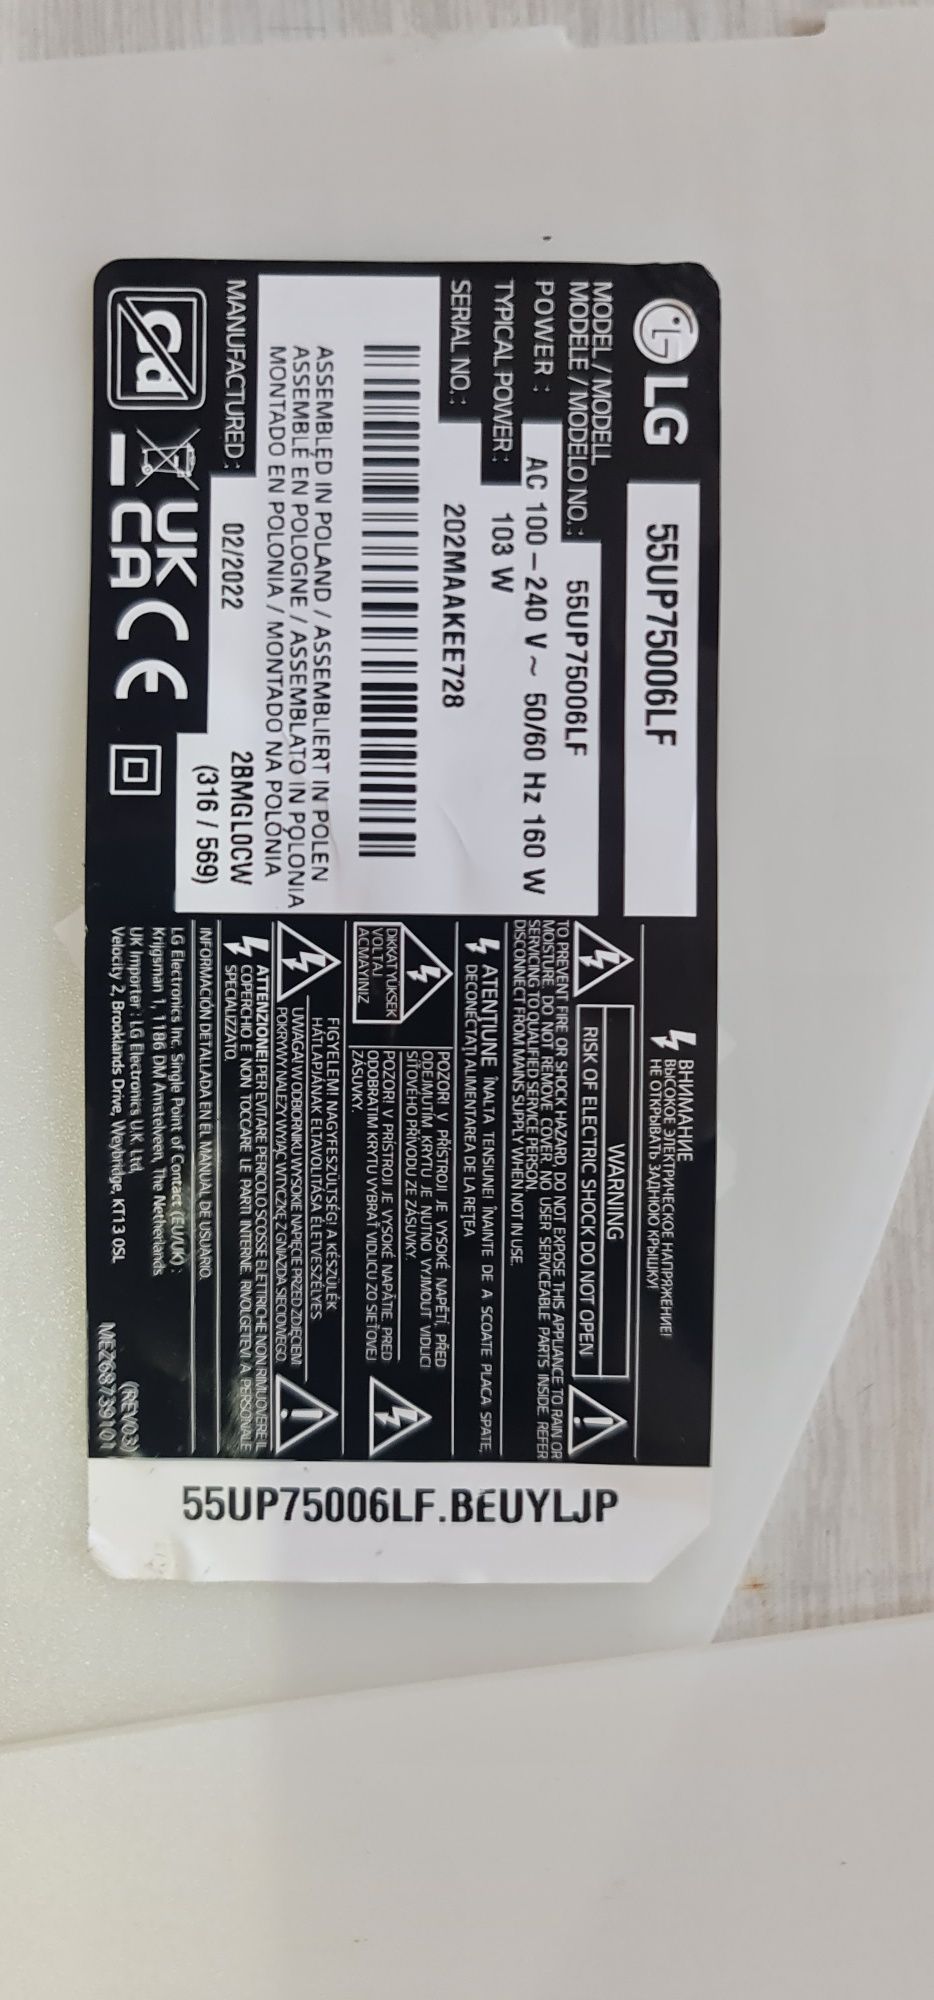 LG 55UP75006LF
MODEL / MODELL
MODÈLE / MODELO NO.: 55UP75006LF
POWER : AC 100–240 V ~ 50/60 Hz 160 W
TYPICAL POWER: 103 W
SERIAL NO.: 202MAAKEE728
ASSEMBLED IN POLAND / ASSEMBLIERT IN POLEN
ASSEMBLÉ EN POLOGNE / ASSEMBLATO IN POLONIA
MONTADO EN POLONIA / MONTADO NA POLÓNIA
MANUFACTURED : 02/2022
2BMGL0CW
(316 / 569)
Cd
UK
CA
CE
ВНИМАНИЕ
ВЫСОКОЕ ЭЛЕКТРИЧЕСКОЕ НАПРЯЖЕНИЕ!
НЕ ОТКРЫВАТЬ ЗАДНЮЮ КРЫШКУ!
WARNING
RISK OF ELECTRIC SHOCK DO NOT OPEN
TO PREVENT FIRE OR SHOCK HAZARD, DO NOT EXPOSE THIS APPLIANCE TO RAIN OR
MOISTURE. DO NOT REMOVE COVER. NO USER SERVICEABLE PARTS INSIDE. REFER
SERVICING TO QUALIFIED SERVICE PERSON.
DISCONNECT FROM MAINS SUPPLY WHEN NOT IN USE.
ATENTIUNE ÎNALTA TENSIUNE! ÎNAINTE DE A SCOATE PLACA SPATE,
DECONECTAȚI ALIMENTAREA DE LA REȚEA
DIKKAT YÜKSEK
VOLTAJ
AÇMAYINIZ
POZOR! V PŘÍSTROJI JE VYSOKÉ NAPĚTÍ, PŘED
ODEJMUTÍM KRYTU JE NUTNO VYJMOUT VIDLICI
SÍŤOVÉHO PŘÍVODU ZE ZÁSUVKY.
POZOR! V PRÍSTROJI JE VYSOKÉ NAPÄTIE, PRED
ODOBRATÍM KRYTU VYBRAŤ VIDLICU ZO SIEŤOVEJ
ZÁSUVKY.
FIGYELEM! NAGYFESZÜLTSÉG! A KÉSZÜLÉK
HÁTLAPJÁNAK ELTÁVOLÍTÁSA ÉLETVESZÉLYES
UWAGA! W ODBIORNIKU WYSOKIE NAPIĘCIE PRZED ZDJĘCIEM
POKRYWY NALEŻY WYJĄĆ WTYCZKĘ Z GNIAZDA SIECIOWEGO
ATTENZIONE! PER EVITARE PERICOLO SCOSSE ELETTRICHE NON RIMUOVERE IL
COPERCHIO E NON TOCCARE LE PARTI INTERNE. RIVOLGETEVI A PERSONALE
SPECIALIZZATO.
INFORMACIÓN DETALLADA EN EL MANUAL DE USUARIO.
LG Electronics Inc. Single Point of Contact (EU/UK) :
Krijgsman 1, 1186 DM Amstelveen, The Netherlands
UK Importer : LG Electronics U.K. Ltd
Velocity 2, Brooklands Drive, Weybridge, KT13 0SL
(REV03)
MEZ68739101
55UP75006LF.BEUYLJP